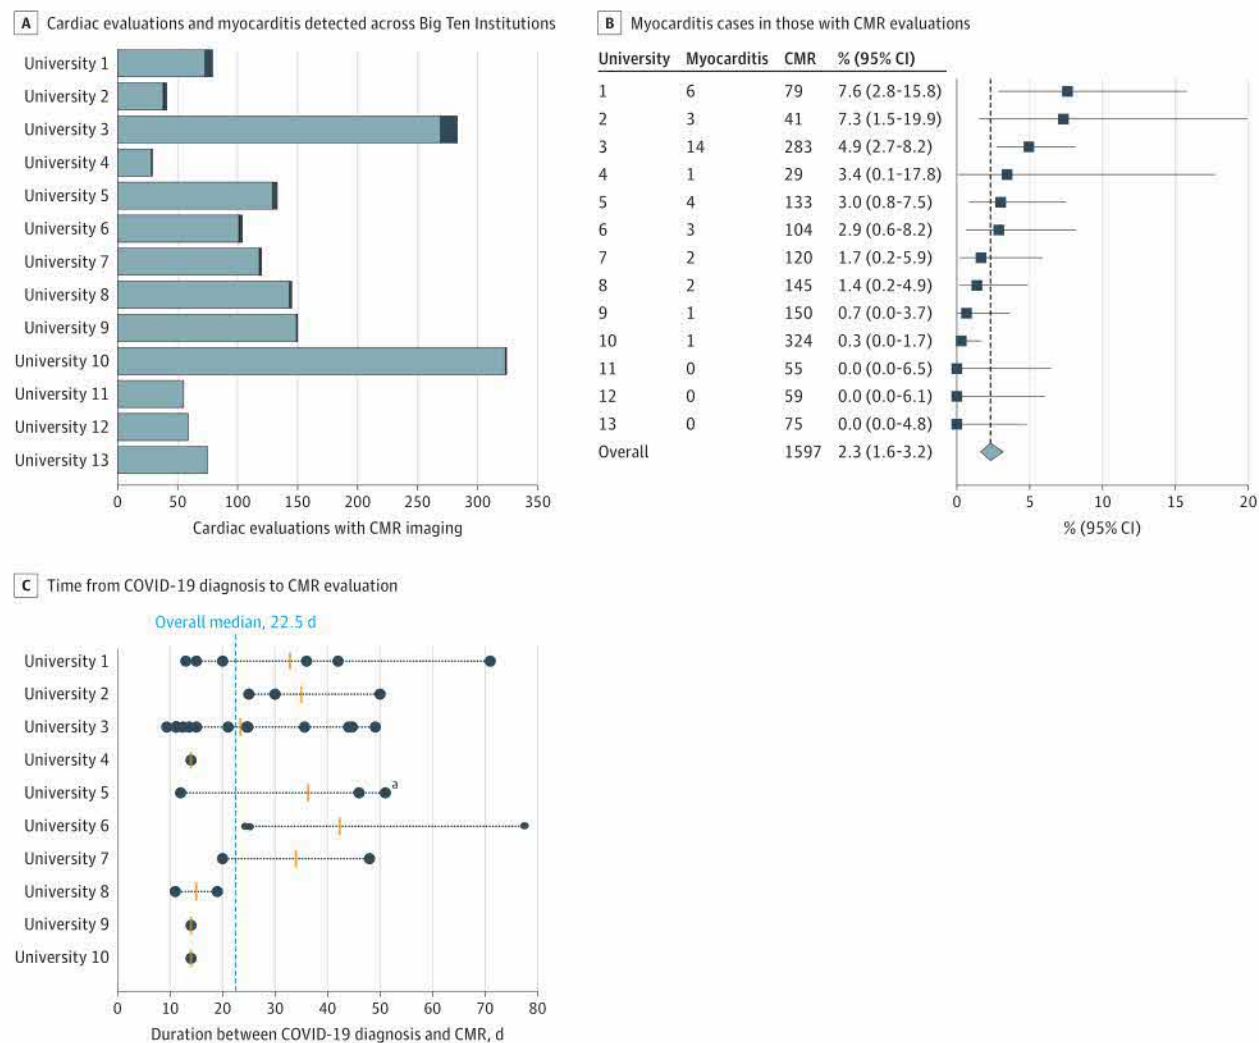 A Cardiac evaluations and myocarditis detected across Big Ten Institutions
University 1
University 2
University 3
University 4
University 5
University 6
University 7
University 8
University 9
University 10
University 11
University 12
University 13
0 50 100 150 200 250 300 350
Cardiac evaluations with CMR imaging
B Myocarditis cases in those with CMR evaluations
University Myocarditis CMR % (95% CI)
1 6 79 7.6 (2.8-15.8)
2 3 41 7.3 (1.5-19.9)
3 14 283 4.9 (2.7-8.2)
4 1 29 3.4 (0.1-17.8)
5 4 133 3.0 (0.8-7.5)
6 3 104 2.9 (0.6-8.2)
7 2 120 1.7 (0.2-5.9)
8 2 145 1.4 (0.2-4.9)
9 1 150 0.7 (0.0-3.7)
10 1 324 0.3 (0.0-1.7)
11 0 55 0.0 (0.0-6.5)
12 0 59 0.0 (0.0-6.1)
13 0 75 0.0 (0.0-4.8)
Overall 1597 2.3 (1.6-3.2)
0 5 10 15 20
% (95% CI)
C Time from COVID-19 diagnosis to CMR evaluation
Overall median, 22.5 d
University 1
University 2
University 3
University 4
University 5 a
University 6
University 7
University 8
University 9
University 10
0 10 20 30 40 50 60 70 80
Duration between COVID-19 diagnosis and CMR, d